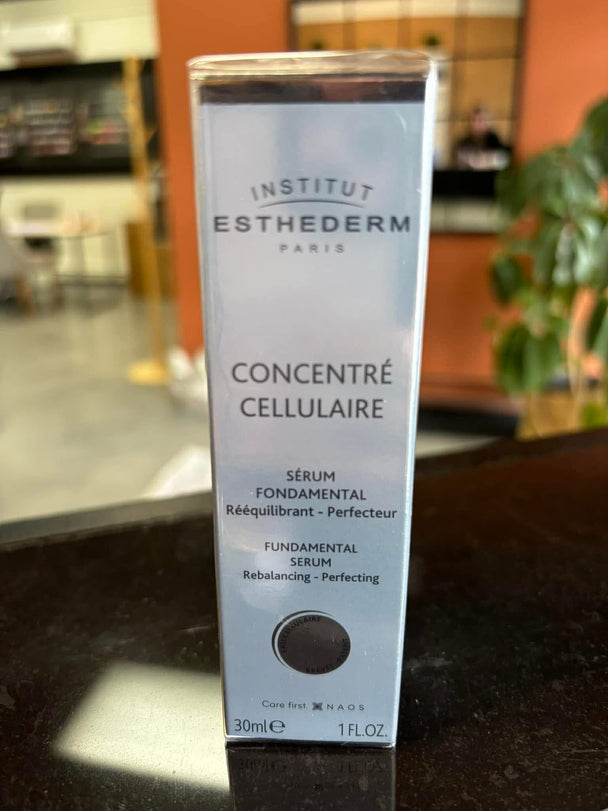 INSTITUT
ESTHEDERM
PARIS
CONCENTRÉ
CELLULAIRE
SÉRUM
FONDAMENTAL
Rééquilibrant - Perfecteur
FUNDAMENTAL
SERUM
Rebalancing - Perfecting
Care first. NAOS
30ml℮ 1 FL.OZ.